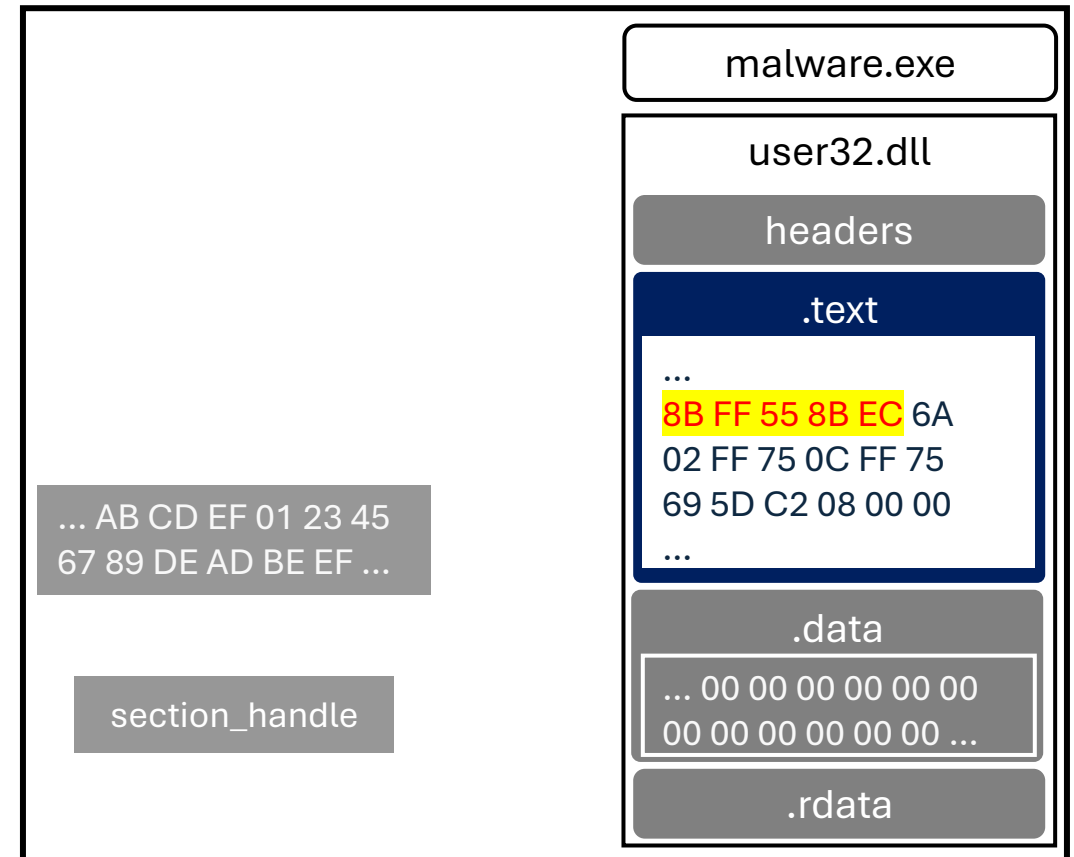 malware.exe
user32.dll
headers
.text
...
8B FF 55 8B EC 6A
02 FF 75 0C FF 75
69 5D C2 08 00 00
...
... AB CD EF 01 23 45
67 89 DE AD BE EF ...
.data
... 00 00 00 00 00 00
00 00 00 00 00 00 ...
section_handle
.rdata